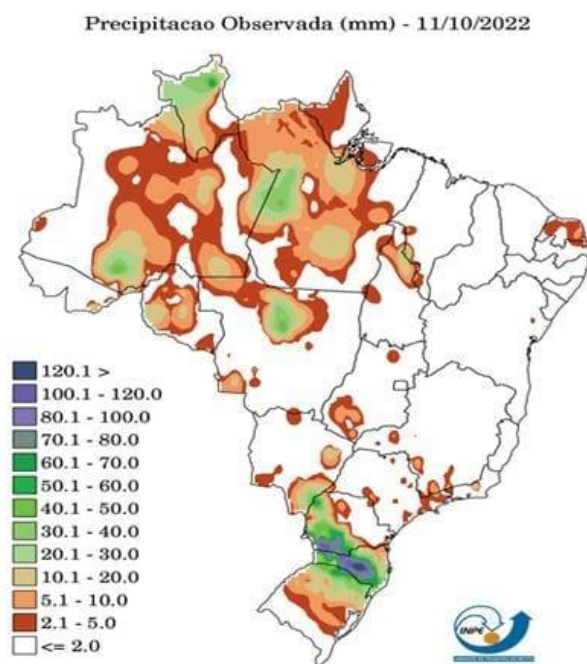 Precipitacao Observada (mm) - 11/10/2022
120.1 >
100.1 - 120.0
80.1 - 100.0
70.1 - 80.0
60.1 - 70.0
50.1 - 60.0
40.1 - 50.0
30.1 - 40.0
20.1 - 30.0
10.1 - 20.0
5.1 - 10.0
2.1 - 5.0
<= 2.0
INPE